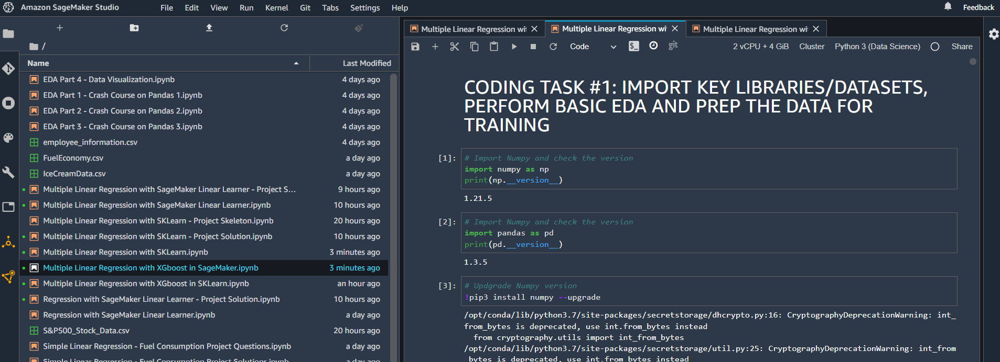 Amazon SageMaker Studio
File Edit View Run Kernel Git Tabs Settings Help
Feedback
/
Name Last Modified
EDA Part 4 - Data Visualization.ipynb 4 days ago
EDA Part 1 - Crash Course on Pandas 1.ipynb 4 days ago
EDA Part 2 - Crash Course on Pandas 2.ipynb 4 days ago
EDA Part 3 - Crash Course on Pandas 3.ipynb 4 days ago
employee_information.csv 4 days ago
FuelEconomy.csv a day ago
IceCreamData.csv a day ago
Multiple Linear Regression with SageMaker Linear Learner - Project S... 9 hours ago
Multiple Linear Regression with SageMaker Linear Learner.ipynb 10 hours ago
Multiple Linear Regression with SKLearn - Project Skeleton.ipynb 20 hours ago
Multiple Linear Regression with SKLearn - Project Solution.ipynb 10 hours ago
Multiple Linear Regression with SKLearn.ipynb 3 minutes ago
Multiple Linear Regression with XGboost in SageMaker.ipynb 3 minutes ago
Multiple Linear Regression with XGboost in SKLearn.ipynb an hour ago
Regression with SageMaker Linear Learner - Project Solution.ipynb 10 hours ago
Regression with SageMaker Linear Learner.ipynb a day ago
S&P500_Stock_Data.csv 20 hours ago
Simple Linear Regression - Fuel Consumption Project Questions.ipynb a day ago
Simple Linear Regression - Fuel Consumption Project Solutions.ipynb a day ago
Multiple Linear Regression wi Multiple Linear Regression wi Multiple Linear Regression wi
Code $_ git 2 vCPU + 4 GiB Cluster Python 3 (Data Science) Share
CODING TASK #1: IMPORT KEY LIBRARIES/DATASETS,
PERFORM BASIC EDA AND PREP THE DATA FOR
TRAINING
[1]: # Import Numpy and check the version
import numpy as np
print(np.__version__)
1.21.5
[2]: # Import Numpy and check the version
import pandas as pd
print(pd.__version__)
1.3.5
[3]: # Updgrade Numpy version
!pip3 install numpy --upgrade
/opt/conda/lib/python3.7/site-packages/secretstorage/dhcrypto.py:16: CryptographyDeprecationWarning: int_
from_bytes is deprecated, use int.from_bytes instead
from cryptography.utils import int_from_bytes
/opt/conda/lib/python3.7/site-packages/secretstorage/util.py:25: CryptographyDeprecationWarning: int_from
_bytes is deprecated, use int.from_bytes instead